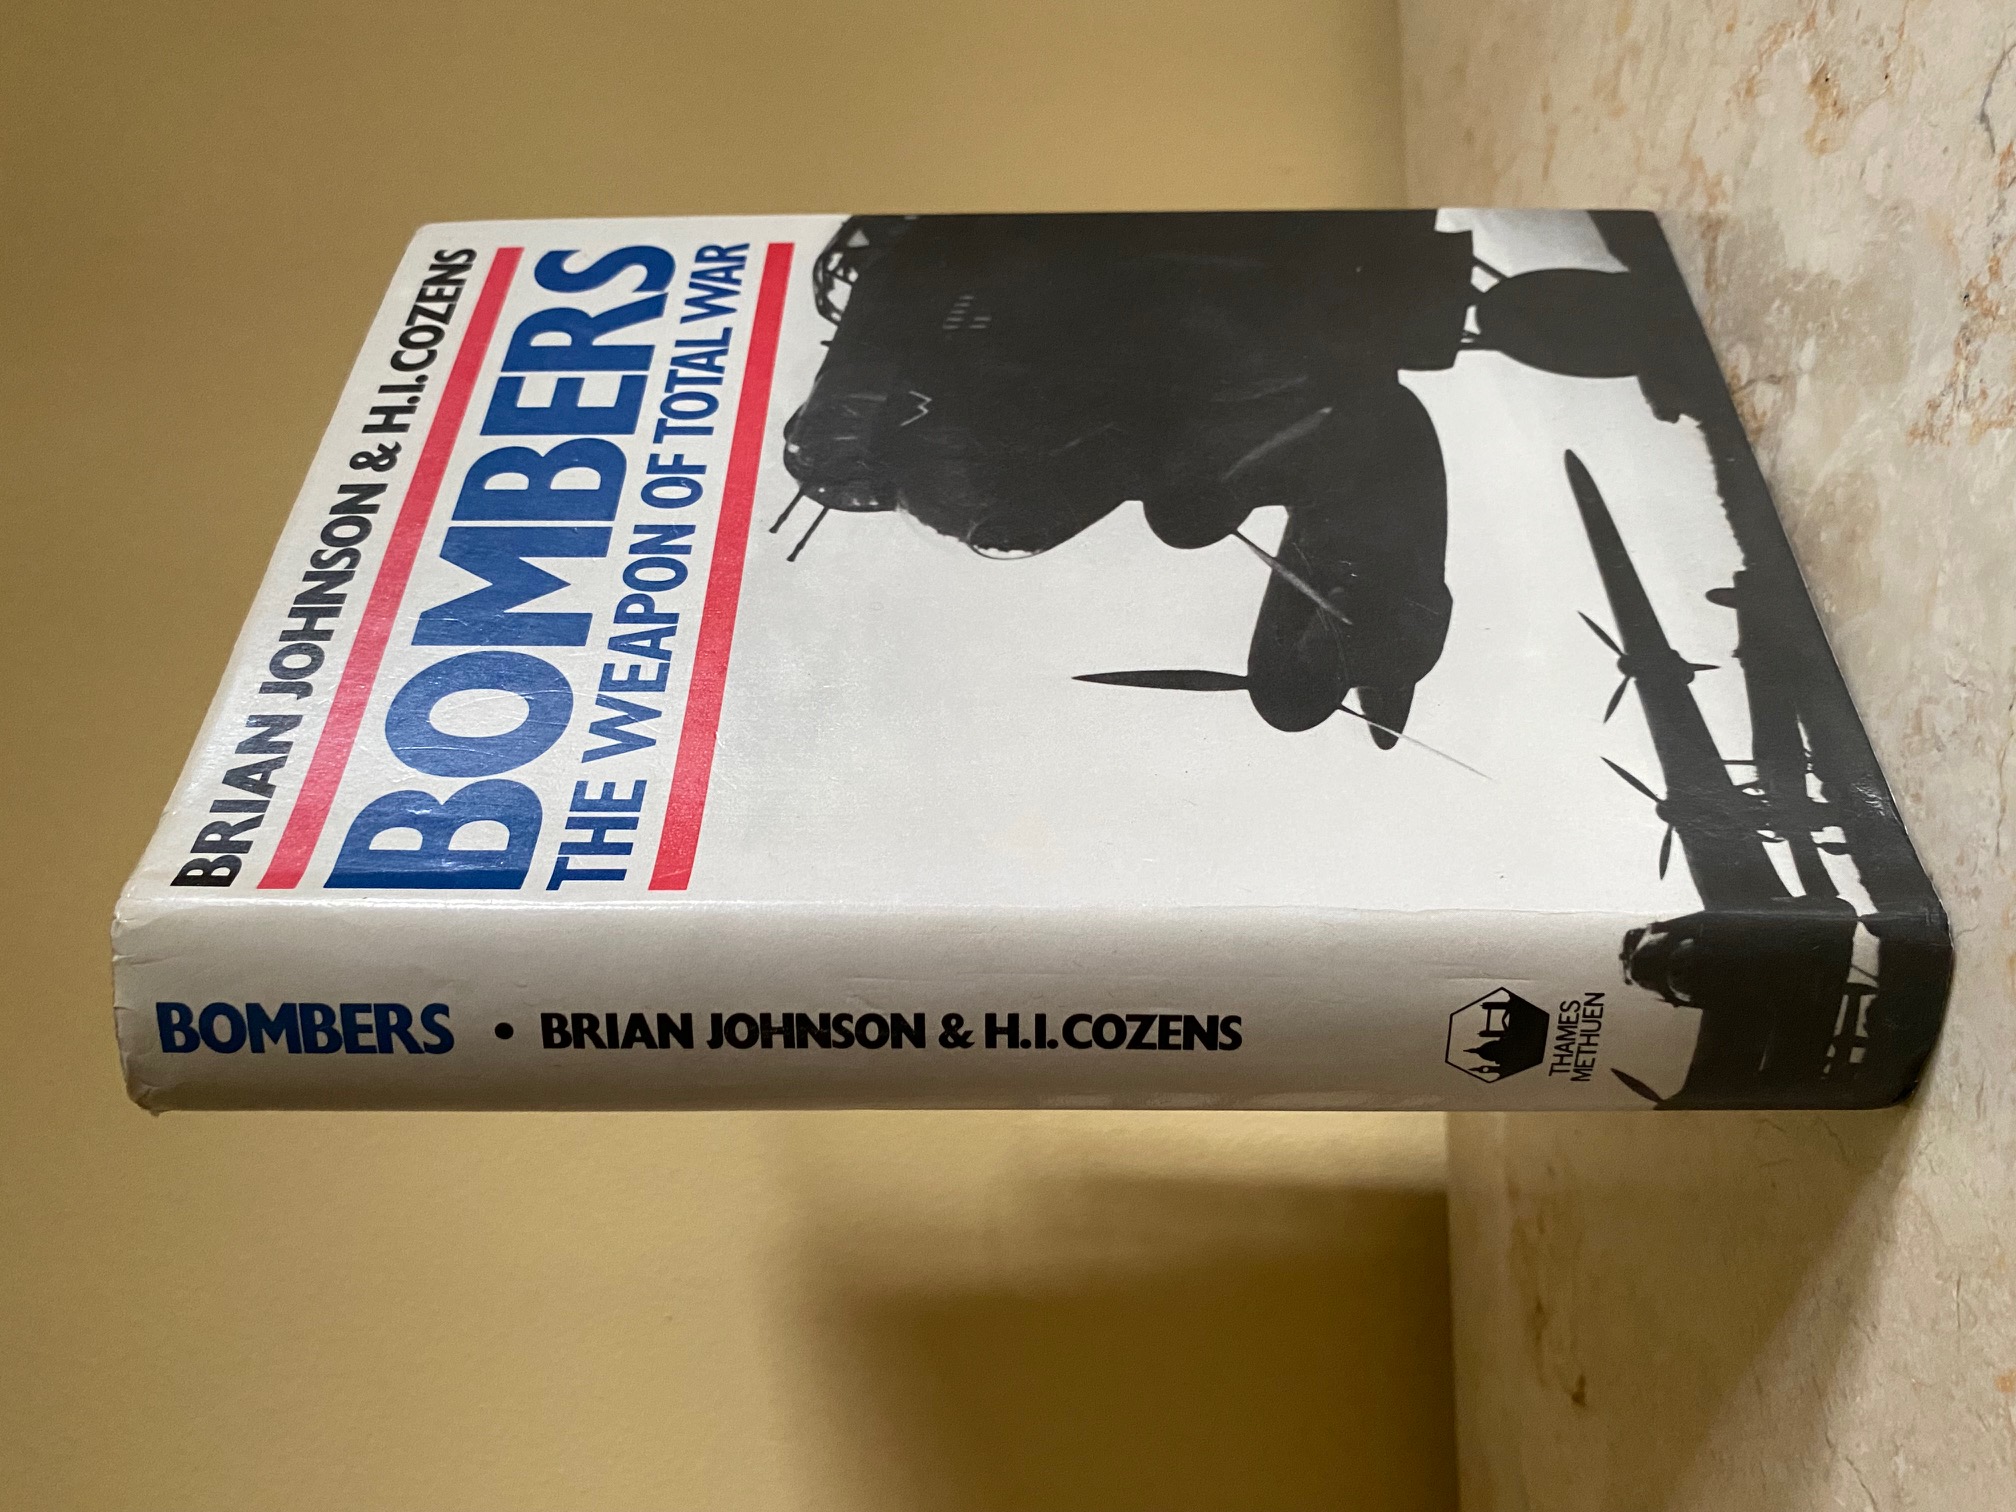 BRIAN JOHNSON & H.I.COZENS
BOMBERS
THE WEAPON OF TOTAL WAR
BOMBERS • BRIAN JOHNSON & H.I.COZENS
THAMES
METHUEN